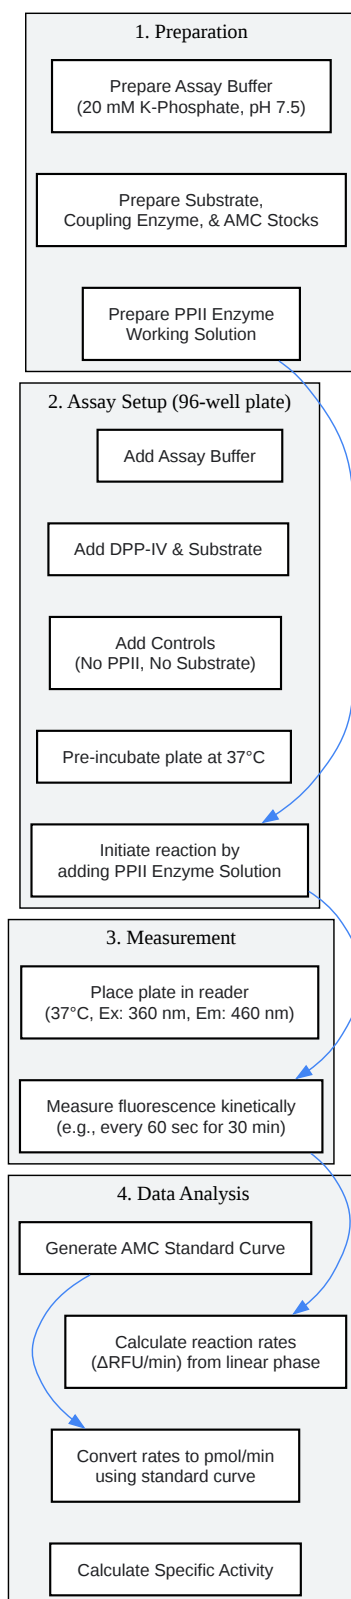 1. Preparation
Prepare Assay Buffer
(20 mM K-Phosphate, pH 7.5)
Prepare Substrate,
Coupling Enzyme, & AMC Stocks
Prepare PPII Enzyme
Working Solution
2. Assay Setup (96-well plate)
Add Assay Buffer
Add DPP-IV & Substrate
Add Controls
(No PPII, No Substrate)
Pre-incubate plate at 37°C
Initiate reaction by
adding PPII Enzyme Solution
3. Measurement
Place plate in reader
(37°C, Ex: 360 nm, Em: 460 nm)
Measure fluorescence kinetically
(e.g., every 60 sec for 30 min)
4. Data Analysis
Generate AMC Standard Curve
Calculate reaction rates
(ΔRFU/min) from linear phase
Convert rates to pmol/min
using standard curve
Calculate Specific Activity